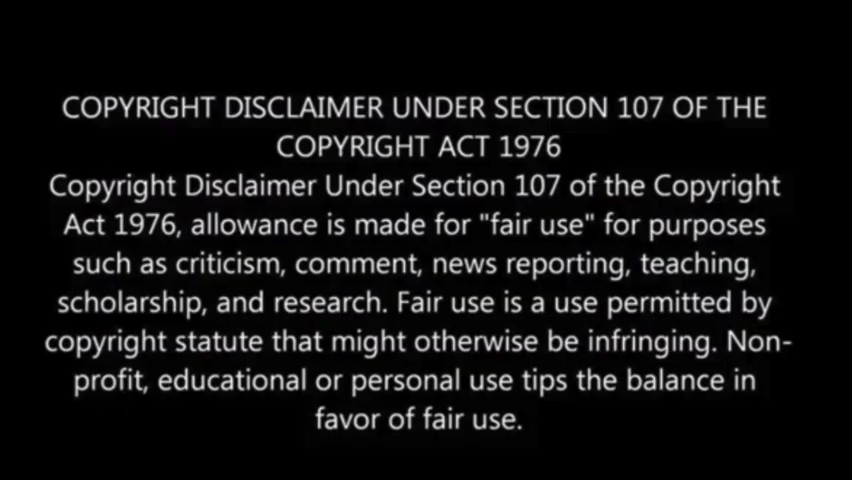 COPYRIGHT DISCLAIMER UNDER SECTION 107 OF THE
COPYRIGHT ACT 1976
Copyright Disclaimer Under Section 107 of the Copyright
Act 1976, allowance is made for "fair use" for purposes
such as criticism, comment, news reporting, teaching,
scholarship, and research. Fair use is a use permitted by
copyright statute that might otherwise be infringing. Non-
profit, educational or personal use tips the balance in
favor of fair use.